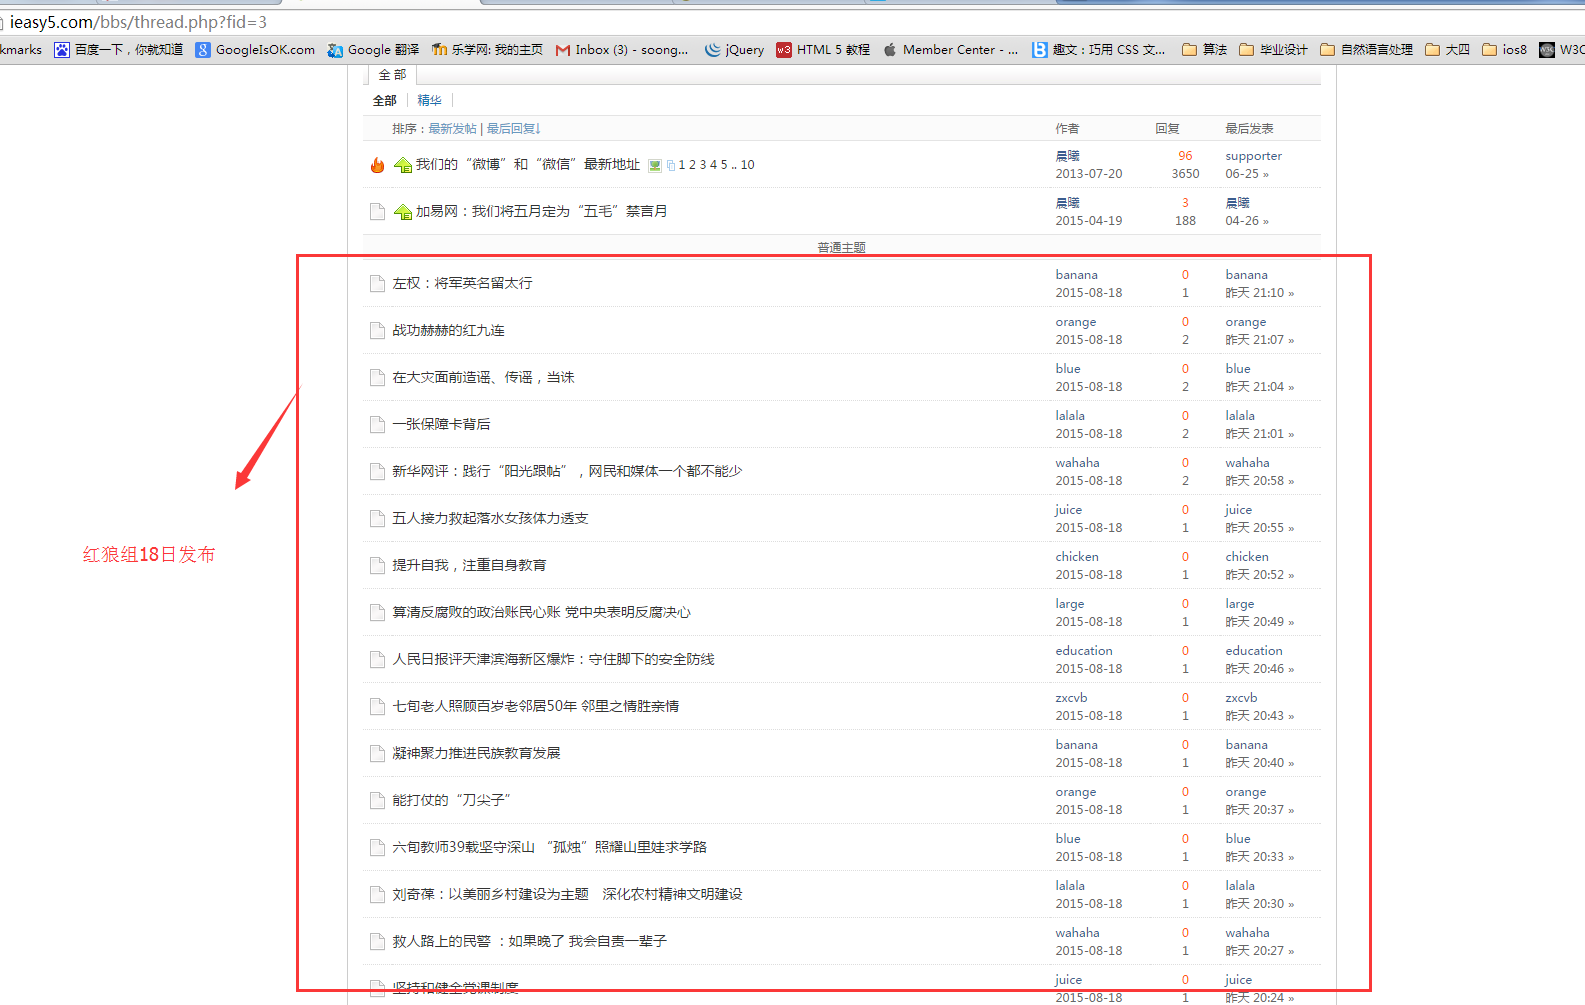 ieasy5.com/bbs/thread.php?fid=3
kmarks 百度一下，你就知道 GoogleIsOK.com Google 翻译 乐学网: 我的主页 Inbox (3) - soong... jQuery HTML 5 教程 Member Center - ... 趣文：巧用 CSS 文... 算法 毕业设计 自然语言处理 大四 ios8 W3C
全 部
全部 精华
排序：最新发帖 | 最后回复↓ 作者 回复 最后发表
我们的“微博”和“微信”最新地址 1 2 3 4 5 .. 10 晨曦 96 supporter
2013-07-20 3650 06-25 »
加易网：我们将五月定为“五毛”禁言月 晨曦 3 晨曦
2015-04-19 188 04-26 »
普通主题
左权：将军英名留太行 banana 0 banana
2015-08-18 1 昨天 21:10 »
战功赫赫的红九连 orange 0 orange
2015-08-18 2 昨天 21:07 »
在大灾面前造谣、传谣，当诛 blue 0 blue
2015-08-18 2 昨天 21:04 »
一张保障卡背后 lalala 0 lalala
2015-08-18 2 昨天 21:01 »
新华网评：践行“阳光跟帖”，网民和媒体一个都不能少 wahaha 0 wahaha
2015-08-18 2 昨天 20:58 »
五人接力救起落水女孩体力透支 juice 0 juice
2015-08-18 1 昨天 20:55 »
红狼组18日发布
提升自我，注重自身教育 chicken 0 chicken
2015-08-18 1 昨天 20:52 »
算清反腐败的政治账民心账 党中央表明反腐决心 large 0 large
2015-08-18 1 昨天 20:49 »
人民日报评天津滨海新区爆炸：守住脚下的安全防线 education 0 education
2015-08-18 1 昨天 20:46 »
七旬老人照顾百岁老邻居50年 邻里之情胜亲情 zxcvb 0 zxcvb
2015-08-18 1 昨天 20:43 »
凝神聚力推进民族教育发展 banana 0 banana
2015-08-18 1 昨天 20:40 »
能打仗的“刀尖子” orange 0 orange
2015-08-18 1 昨天 20:37 »
六旬教师39载坚守深山 “孤烛”照耀山里娃求学路 blue 0 blue
2015-08-18 1 昨天 20:33 »
刘奇葆：以美丽乡村建设为主题　深化农村精神文明建设 lalala 0 lalala
2015-08-18 1 昨天 20:30 »
救人路上的民警 ：如果晚了 我会自责一辈子 wahaha 0 wahaha
2015-08-18 1 昨天 20:27 »
坚持和健全党课制度 juice 0 juice
2015-08-18 1 昨天 20:24 »